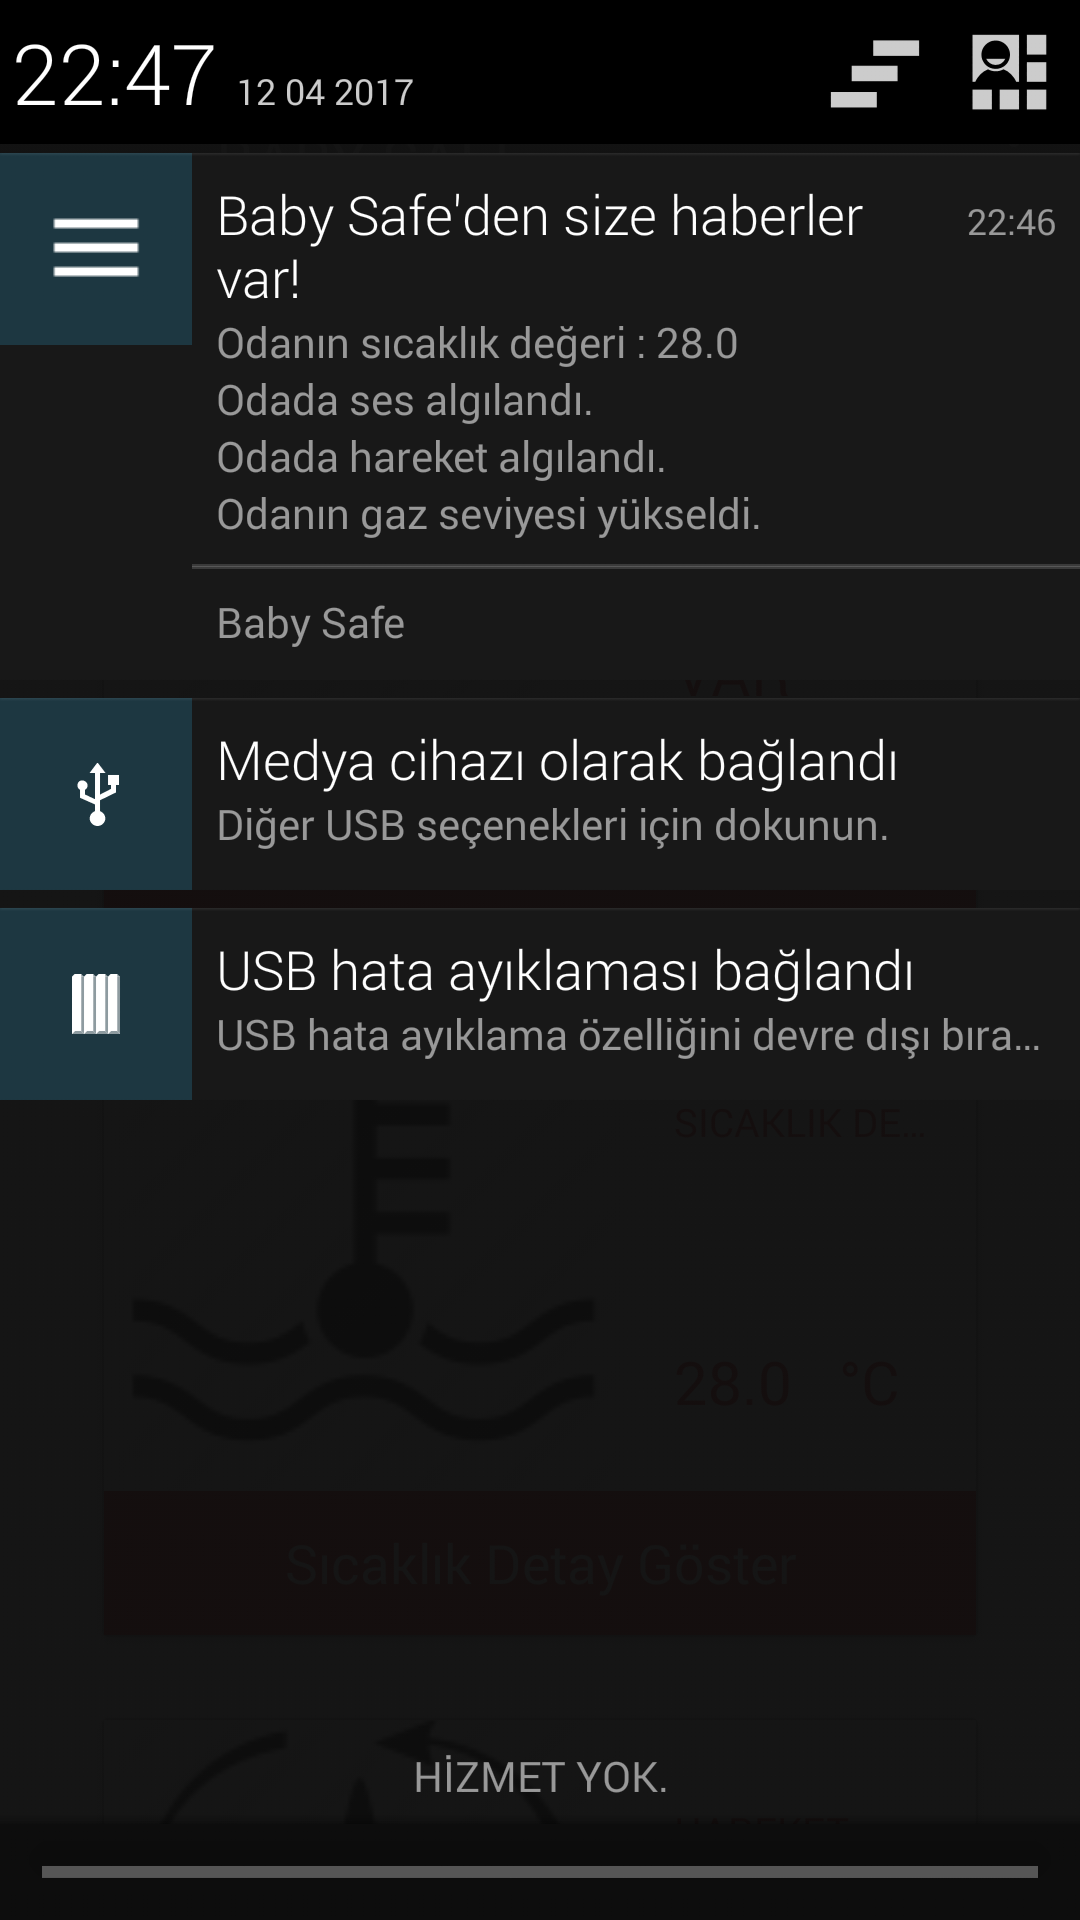 22:47 12 04 2017
Baby Safe'den size haberler
var!
22:46
Odanın sıcaklık değeri : 28.0
Odada ses algılandı.
Odada hareket algılandı.
Odanın gaz seviyesi yükseldi.
Baby Safe
Medya cihazı olarak bağlandı
Diğer USB seçenekleri için dokunun.
USB hata ayıklaması bağlandı
USB hata ayıklama özelliğini devre dışı bıra...
SICAKLIK DE...
28.0 °C
Sıcaklık Detay Göster
HİZMET YOK.